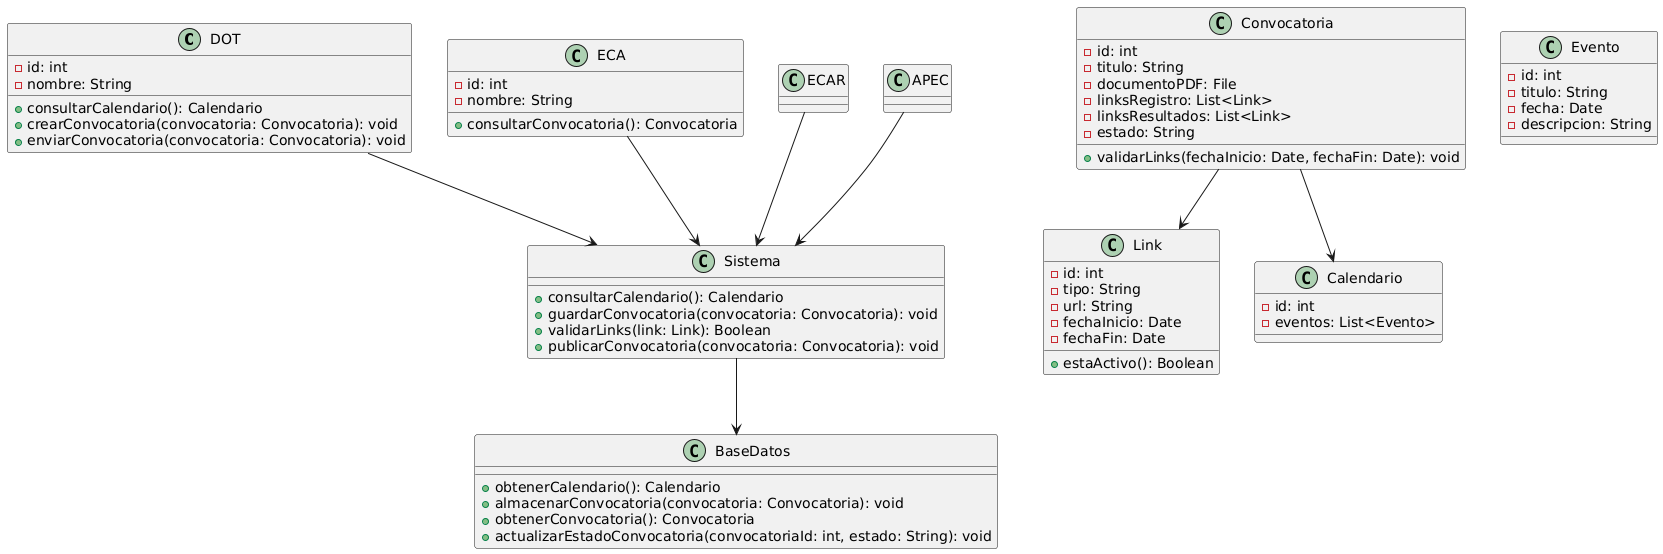 C DOT
id: int
nombre: String
consultarCalendario(): Calendario
crearConvocatoria(convocatoria: Convocatoria): void
enviarConvocatoria(convocatoria: Convocatoria): void
C ECA
id: int
nombre: String
consultarConvocatoria(): Convocatoria
C ECAR
C APEC
C Convocatoria
id: int
titulo: String
documentoPDF: File
linksRegistro: List<Link>
linksResultados: List<Link>
estado: String
validarLinks(fechaInicio: Date, fechaFin: Date): void
C Evento
id: int
titulo: String
fecha: Date
descripcion: String
C Sistema
consultarCalendario(): Calendario
guardarConvocatoria(convocatoria: Convocatoria): void
validarLinks(link: Link): Boolean
publicarConvocatoria(convocatoria: Convocatoria): void
C Link
id: int
tipo: String
url: String
fechaInicio: Date
fechaFin: Date
estaActivo(): Boolean
C Calendario
id: int
eventos: List<Evento>
C BaseDatos
obtenerCalendario(): Calendario
almacenarConvocatoria(convocatoria: Convocatoria): void
obtenerConvocatoria(): Convocatoria
actualizarEstadoConvocatoria(convocatoriaId: int, estado: String): void